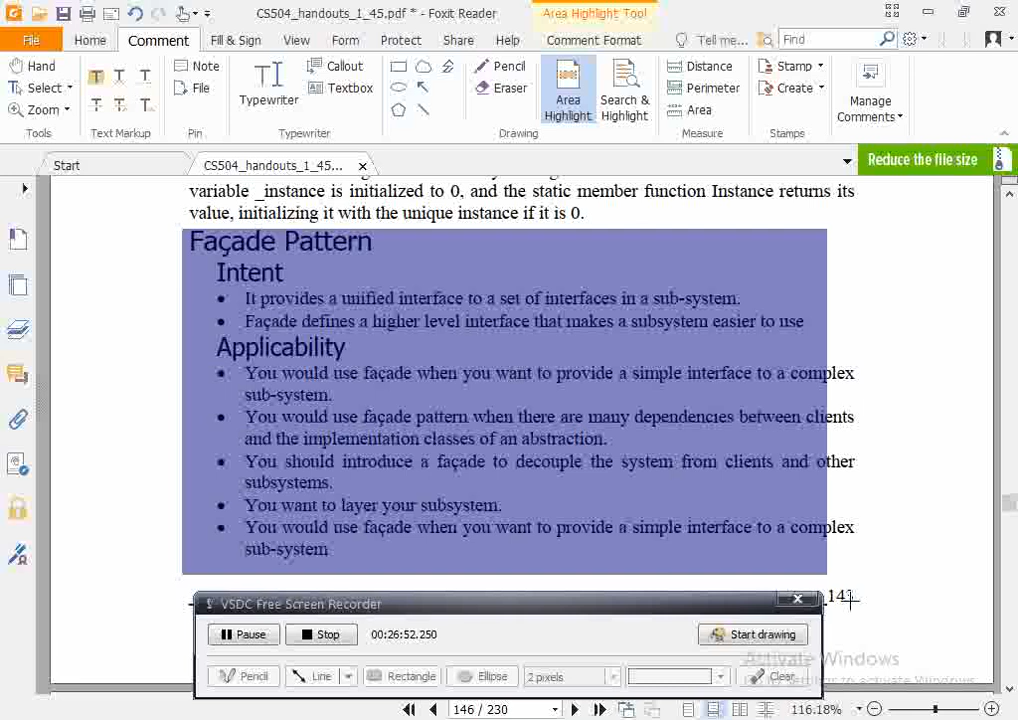 CS504_handouts_1_45.pdf * - Foxit Reader
Area Highlight Tool
File Home Comment Fill & Sign View Form Protect Share Help Comment Format Tell me... Find
Hand
Select
Zoom
Tools
Text Markup
Note
File
Pin
Typewriter
Callout
Textbox
Typewriter
Pencil
Eraser
Area Highlight
Search & Highlight
Drawing
Distance
Perimeter
Area
Measure
Stamp
Create
Stamps
Manage Comments
Start
CS504_handouts_1_45...
Reduce the file size
variable _instance is initialized to 0, and the static member function Instance returns its
value, initializing it with the unique instance if it is 0.
Façade Pattern
Intent
• It provides a unified interface to a set of interfaces in a sub-system.
• Façade defines a higher level interface that makes a subsystem easier to use
Applicability
• You would use façade when you want to provide a simple interface to a complex
sub-system.
• You would use façade pattern when there are many dependencies between clients
and the implementation classes of an abstraction.
• You should introduce a façade to decouple the system from clients and other
subsystems.
• You want to layer your subsystem.
• You would use façade when you want to provide a simple interface to a complex
sub-system
VSDC Free Screen Recorder
Pause Stop 00:26:52.250 Start drawing
Pencil Line Rectangle Ellipse 2 pixels Clear
Activate Windows
146 / 230
116.18%